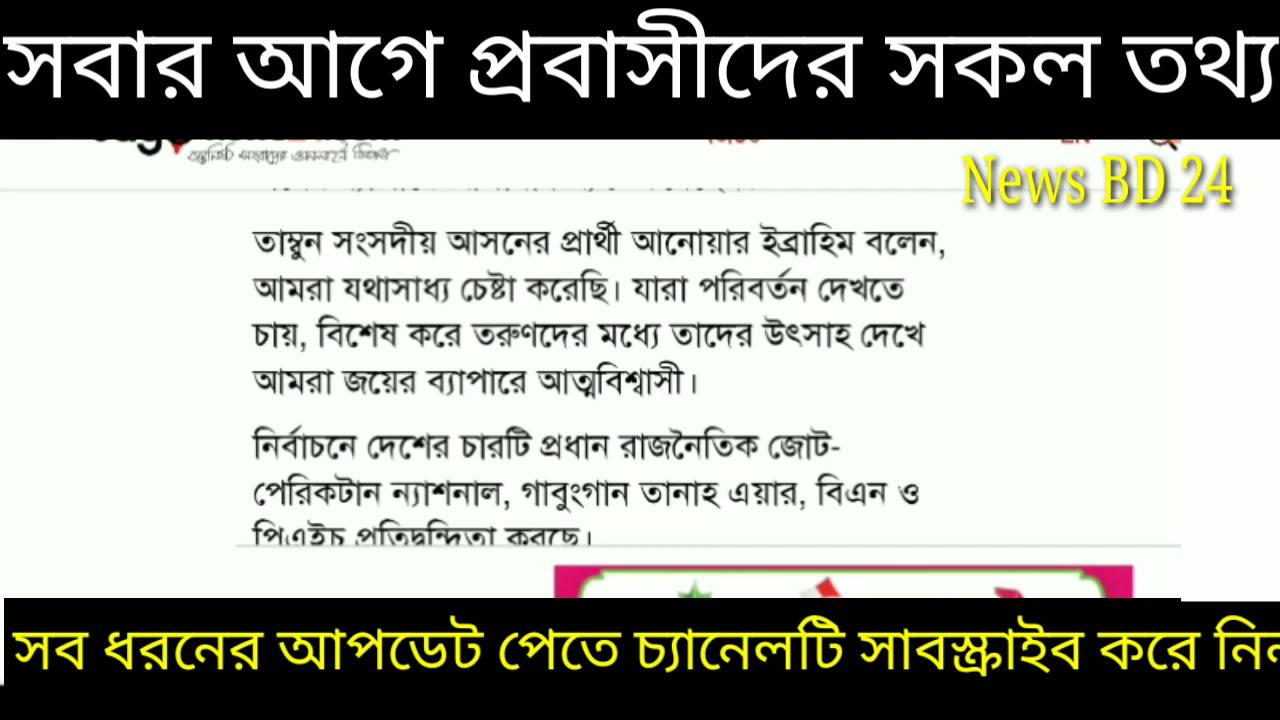 সবার আগে প্রবাসীদের সকল তথ্য
News BD 24
তাম্বুন সংসদীয় আসনের প্রার্থী আনোয়ার ইব্রাহিম বলেন,
আমরা যথাসাধ্য চেষ্টা করেছি। যারা পরিবর্তন দেখতে
চায়, বিশেষ করে তরুণদের মধ্যে তাদের উৎসাহ দেখে
আমরা জয়ের ব্যাপারে আত্মবিশ্বাসী।
নির্বাচনে দেশের চারটি প্রধান রাজনৈতিক জোট-
পেরিকটান ন্যাশনাল, গাবুংগান তানাহ এয়ার, বিএন ও
পিএইচ প্রতিদ্বন্দ্বিতা করছে।
সব ধরনের আপডেট পেতে চ্যানেলটি সাবস্ক্রাইব করে নিন